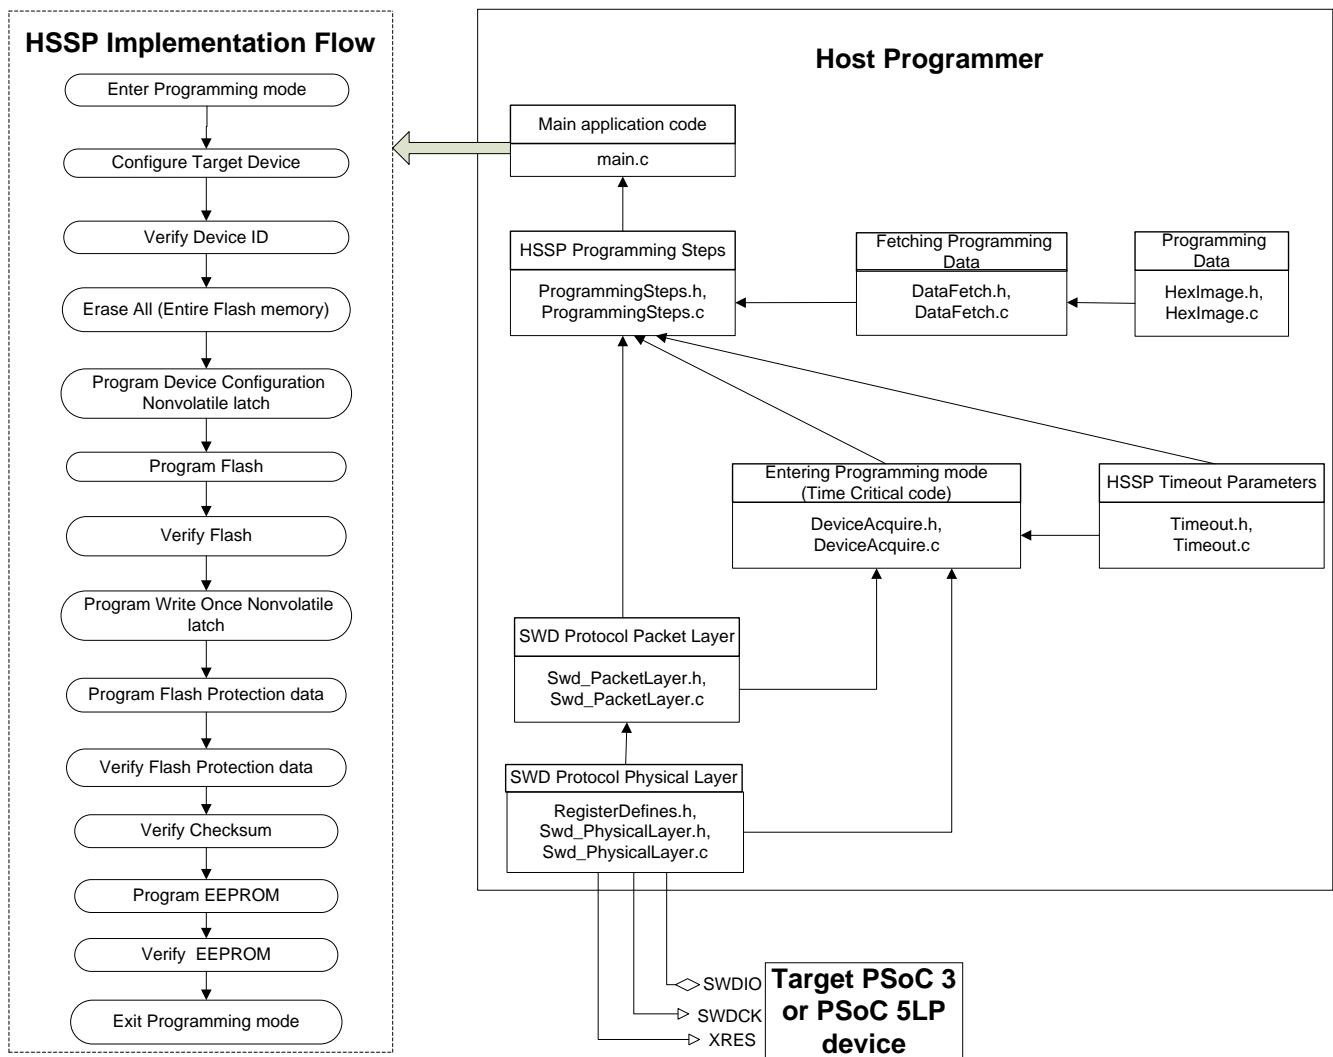 HSSP Implementation Flow
Enter Programming mode
Configure Target Device
Verify Device ID
Erase All (Entire Flash memory)
Program Device Configuration
Nonvolatile latch
Program Flash
Verify Flash
Program Write Once Nonvolatile
latch
Program Flash Protection data
Verify Flash Protection data
Verify Checksum
Program EEPROM
Verify EEPROM
Exit Programming mode
Host Programmer
Main application code
main.c
HSSP Programming Steps
ProgrammingSteps.h,
ProgrammingSteps.c
Fetching Programming
Data
DataFetch.h,
DataFetch.c
Programming
Data
HexImage.h,
HexImage.c
Entering Programming mode
(Time Critical code)
DeviceAcquire.h,
DeviceAcquire.c
HSSP Timeout Parameters
Timeout.h,
Timeout.c
SWD Protocol Packet Layer
Swd_PacketLayer.h,
Swd_PacketLayer.c
SWD Protocol Physical Layer
RegisterDefines.h,
Swd_PhysicalLayer.h,
Swd_PhysicalLayer.c
SWDIO
SWDCK
XRES
Target PSoC 3
or PSoC 5LP
device